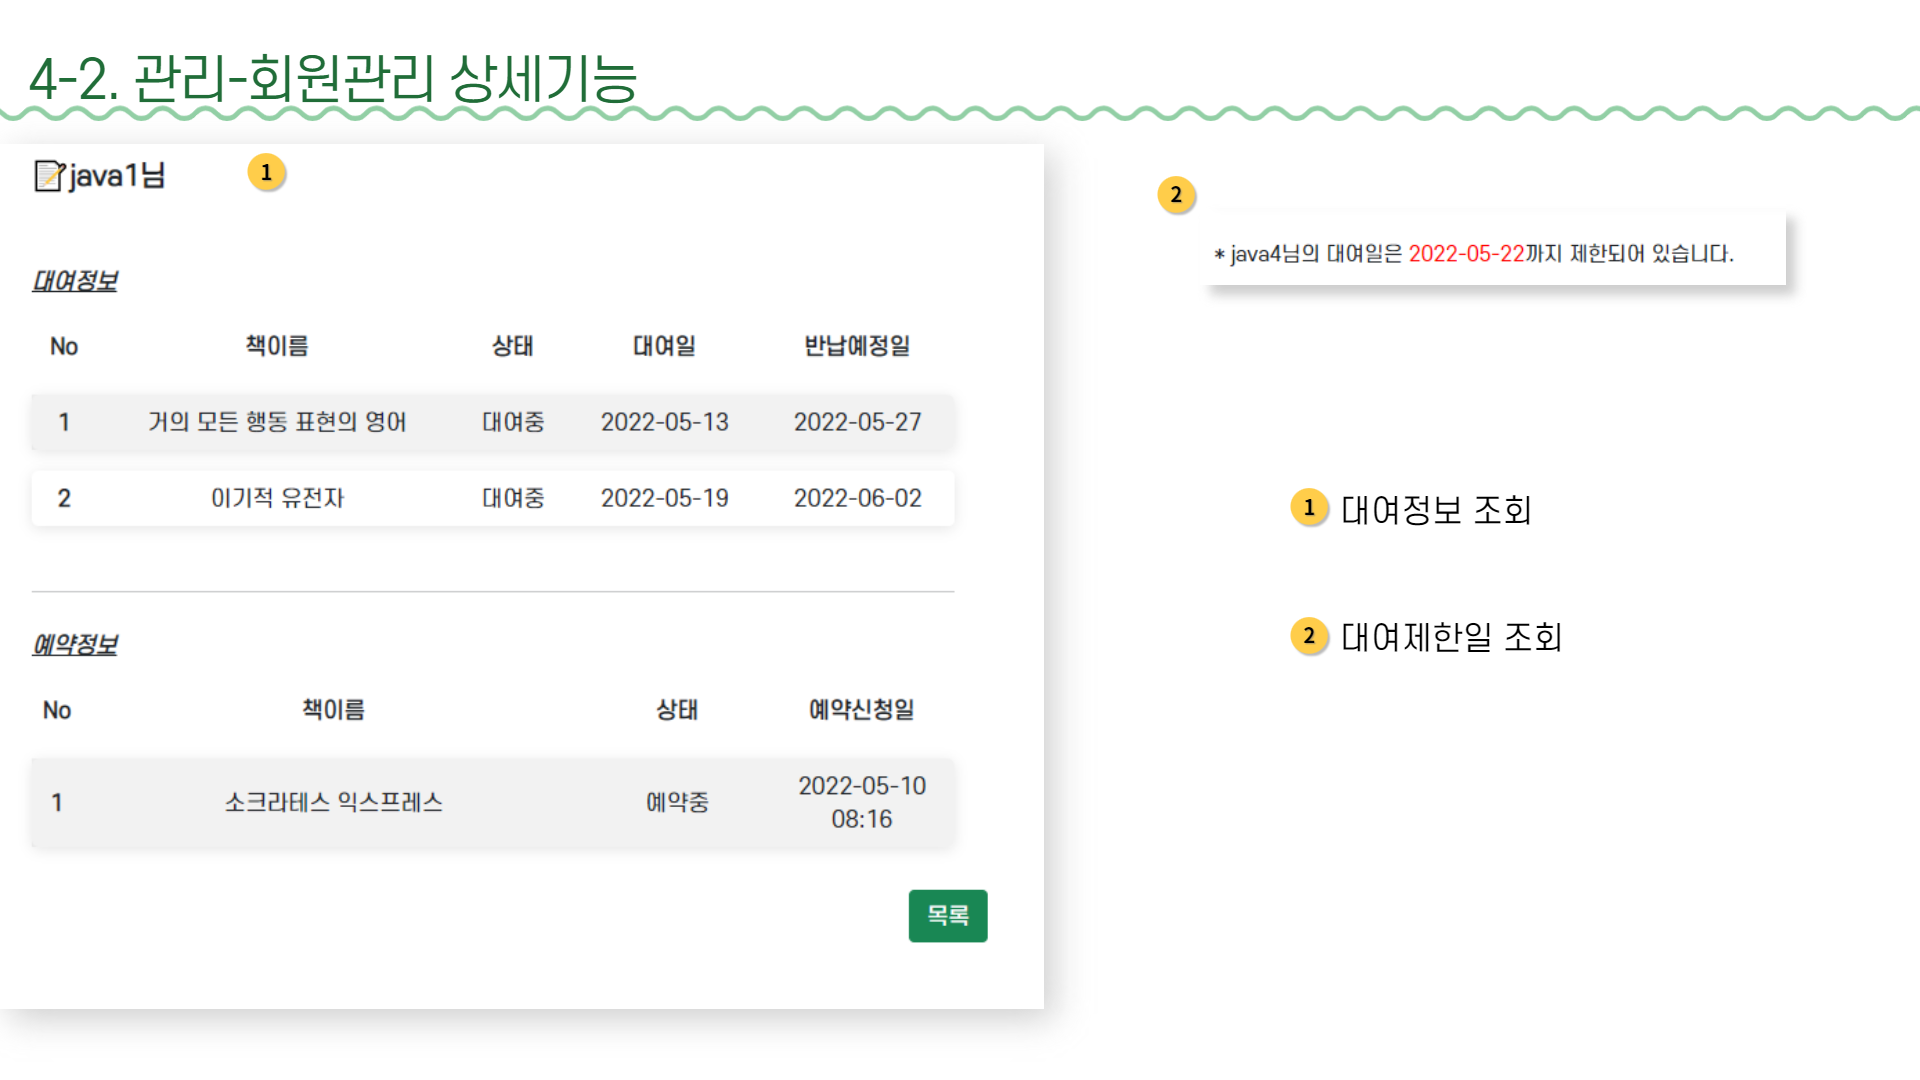 4-2. 관리-회원관리 상세기능
java1님
1
대여정보
No 책이름 상태 대여일 반납예정일
1 거의 모든 행동 표현의 영어 대여중 2022-05-13 2022-05-27
2 이기적 유전자 대여중 2022-05-19 2022-06-02
예약정보
No 책이름 상태 예약신청일
1 소크라테스 익스프레스 예약중 2022-05-10
08:16
목록
2
* java4님의 대여일은 2022-05-22까지 제한되어 있습니다.
1 대여정보 조회
2 대여제한일 조회